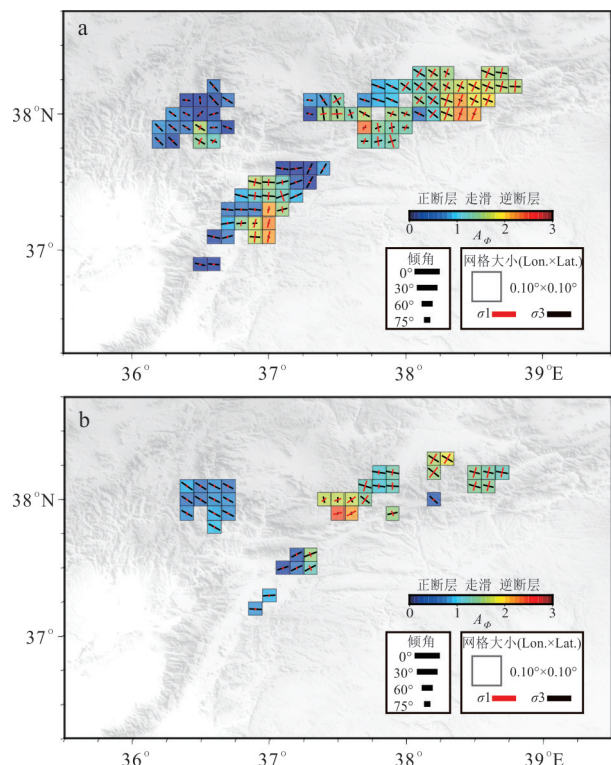 a
38°N
37°
正断层 走滑 逆断层
0 1 2 3
AΦ
倾角
0°
30°
60°
75°
网格大小(Lon.×Lat.)
0.10°×0.10°
σ1 σ3
36° 37° 38° 39°E
b
38°N
37°
正断层 走滑 逆断层
0 1 2 3
AΦ
倾角
0°
30°
60°
75°
网格大小(Lon.×Lat.)
0.10°×0.10°
σ1 σ3
36° 37° 38° 39°E